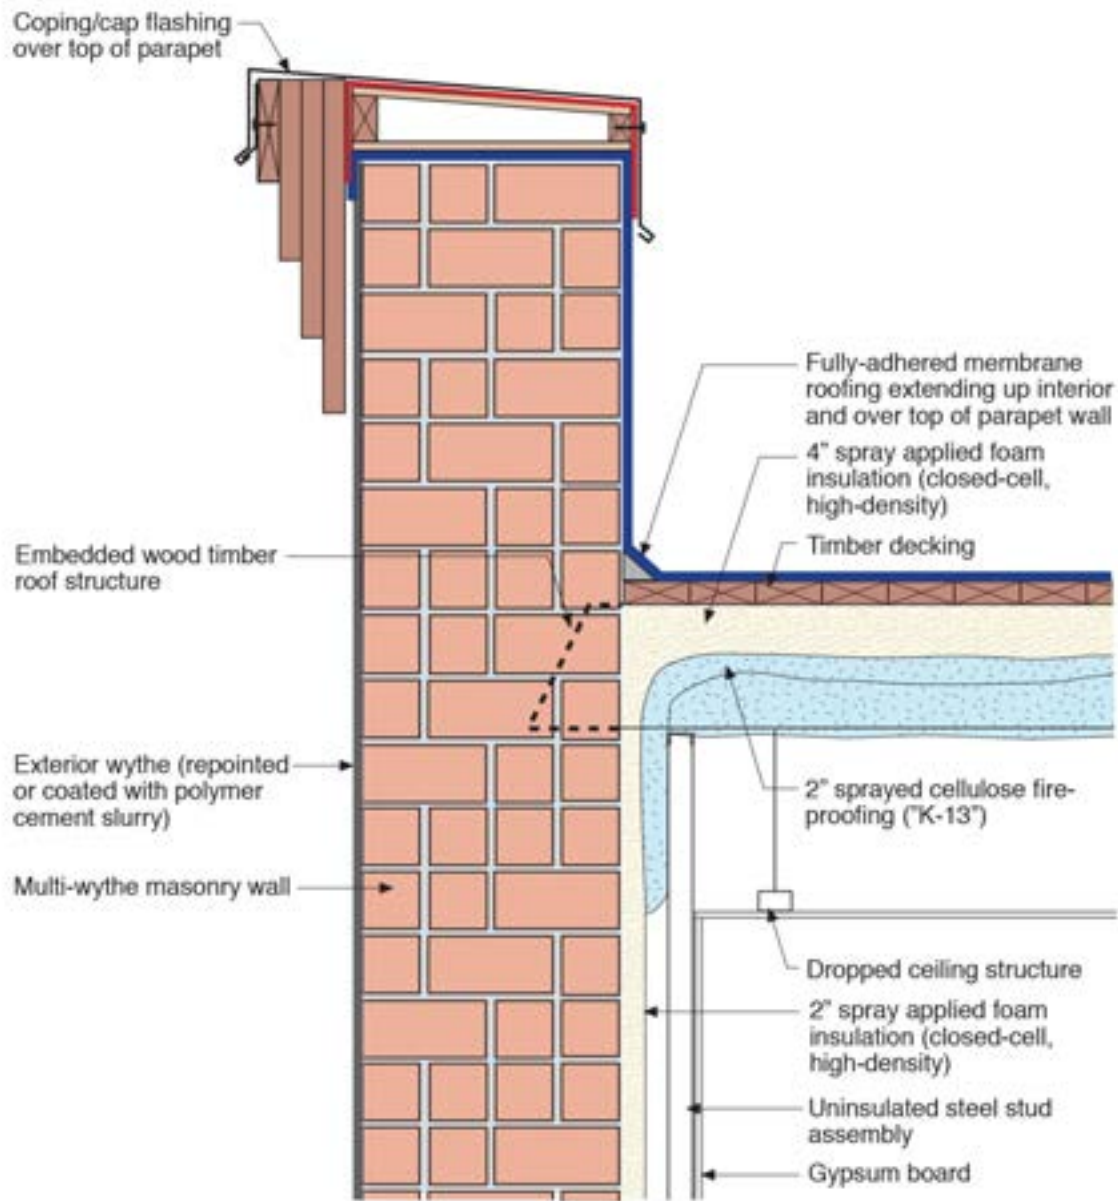 Coping/cap flashing
over top of parapet
Fully-adhered membrane
roofing extending up interior
and over top of parapet wall
4" spray applied foam
insulation (closed-cell,
high-density)
Timber decking
Embedded wood timber
roof structure
Exterior wythe (repointed
or coated with polymer
cement slurry)
2" sprayed cellulose fire-
proofing ("K-13")
Multi-wythe masonry wall
Dropped ceiling structure
2" spray applied foam
insulation (closed-cell,
high-density)
Uninsulated steel stud
assembly
Gypsum board